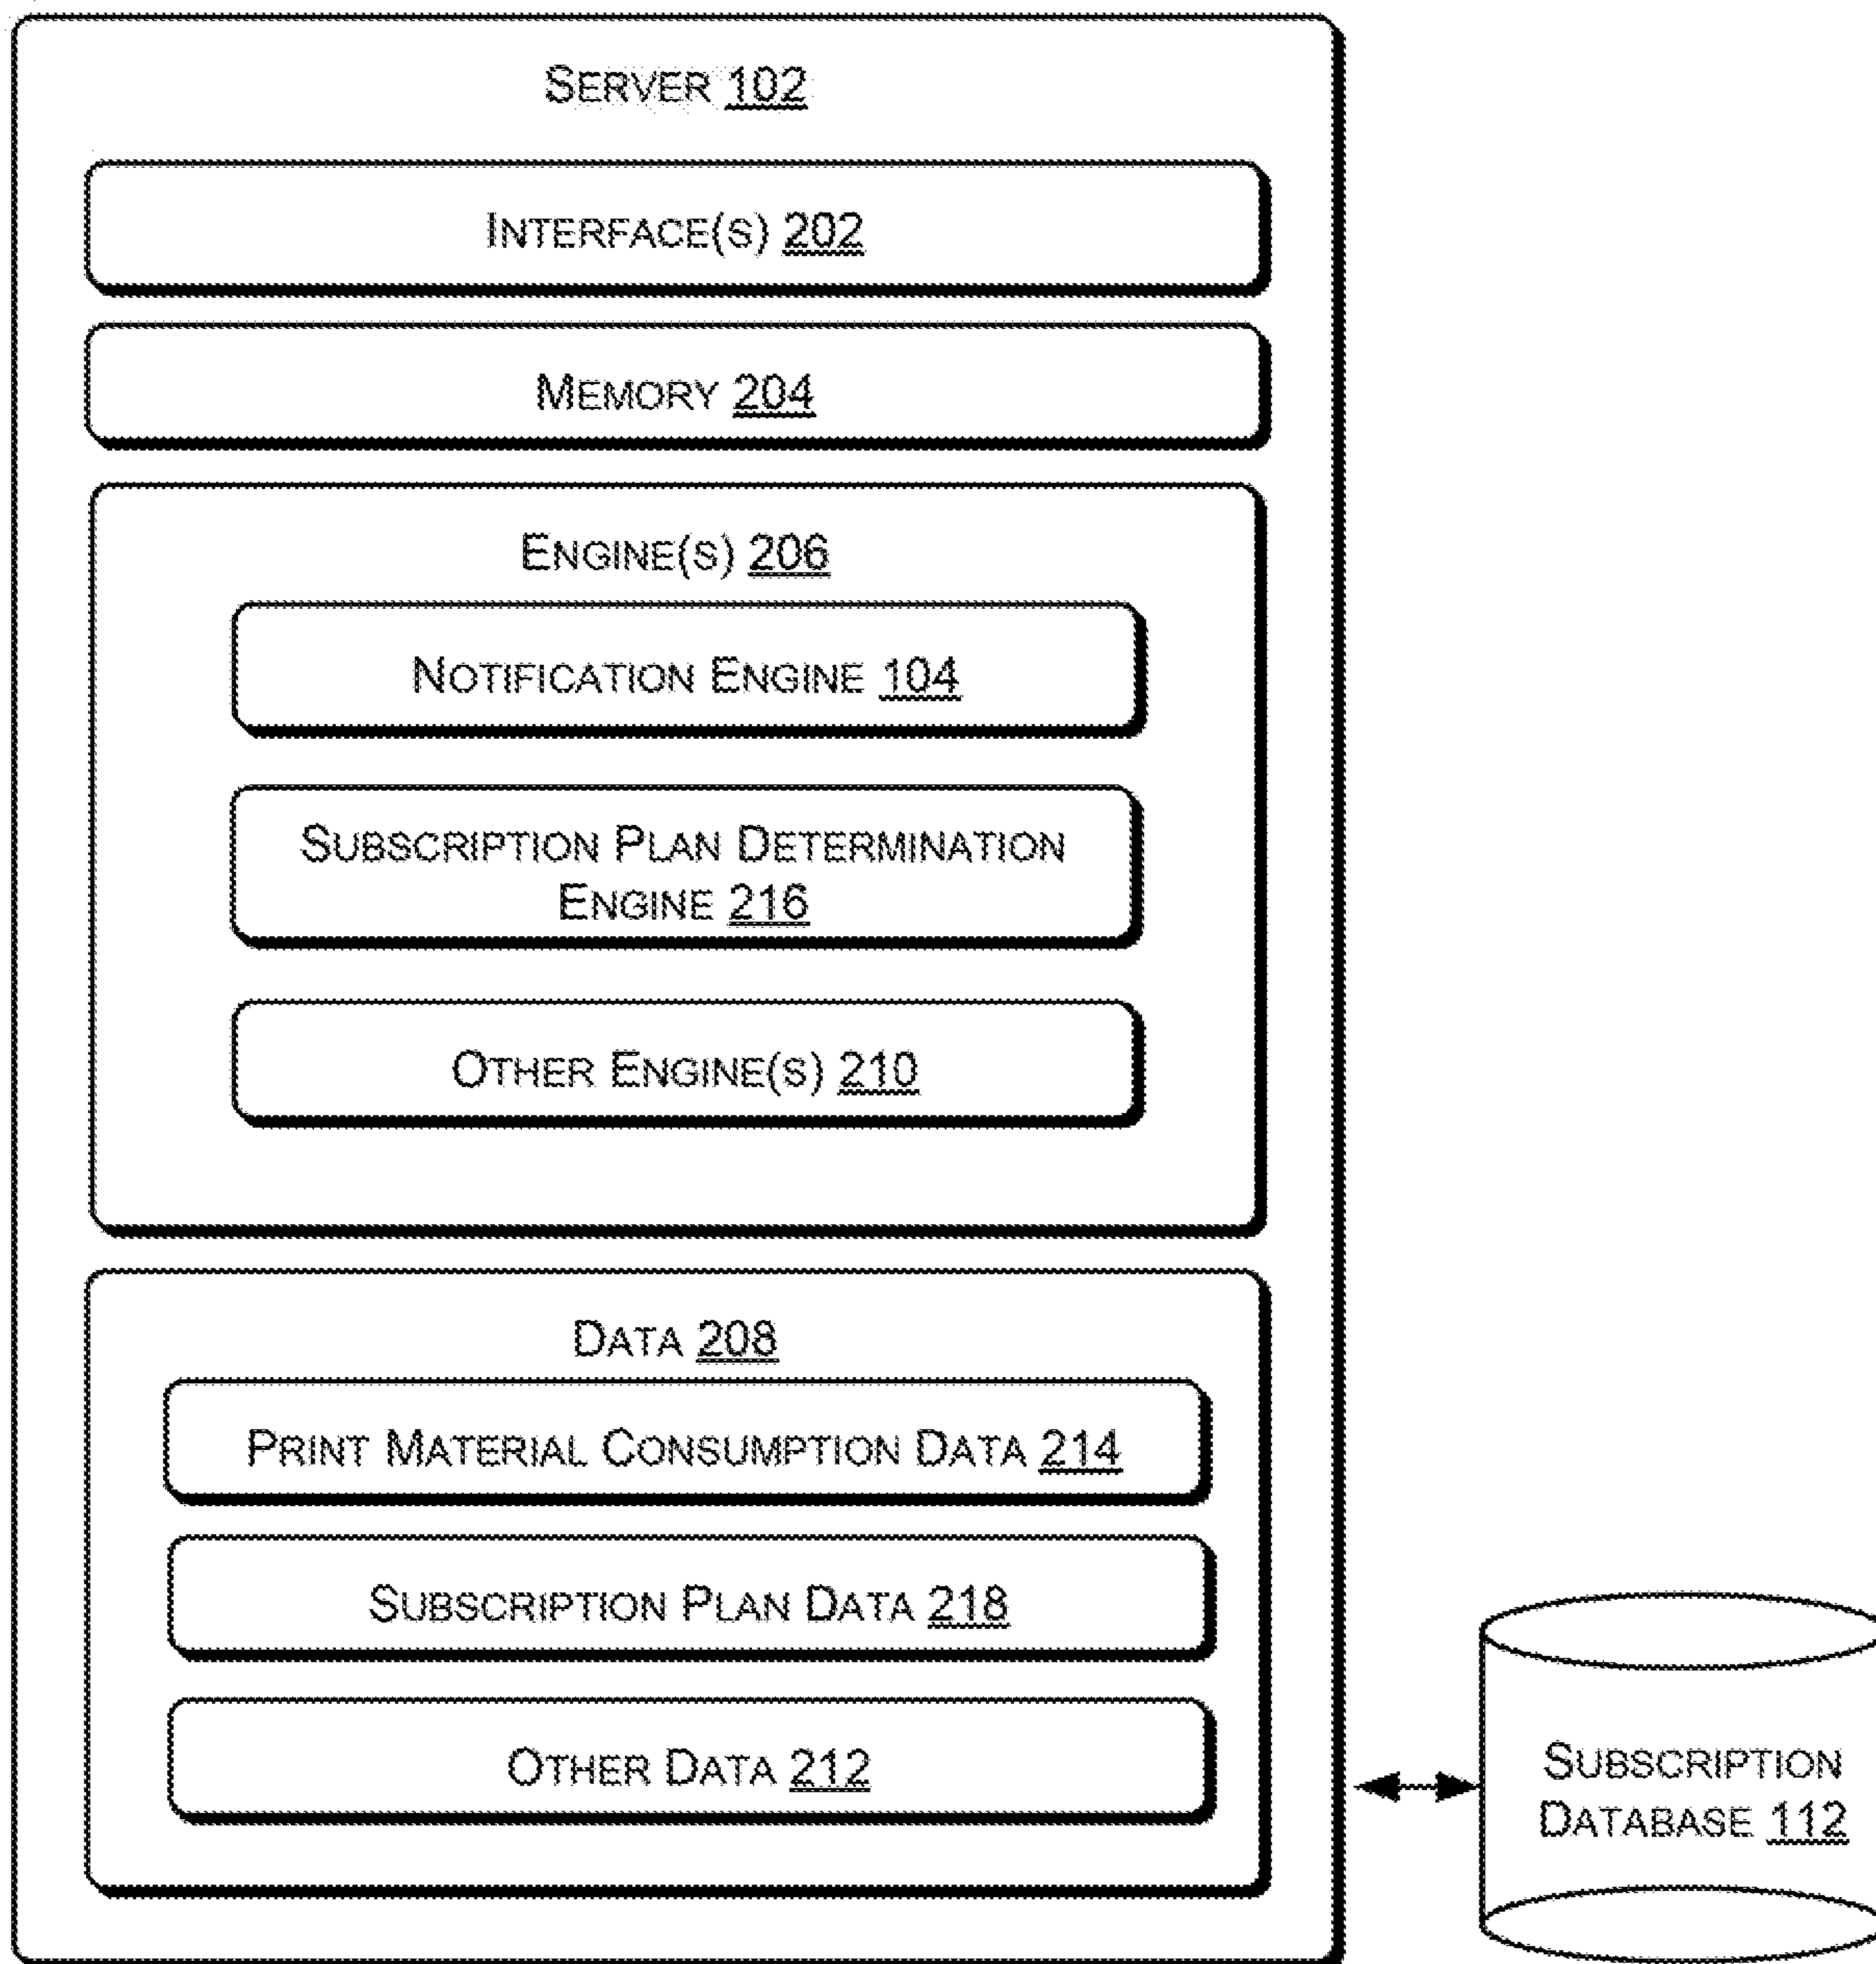 SERVER 102
INTERFACE(S) 202
MEMORY 204
ENGINE(S) 206
NOTIFICATION ENGINE 104
SUBSCRIPTION PLAN DETERMINATION
ENGINE 216
OTHER ENGINE(S) 210
DATA 208
PRINT MATERIAL CONSUMPTION DATA 214
SUBSCRIPTION PLAN DATA 218
OTHER DATA 212
SUBSCRIPTION
DATABASE 112